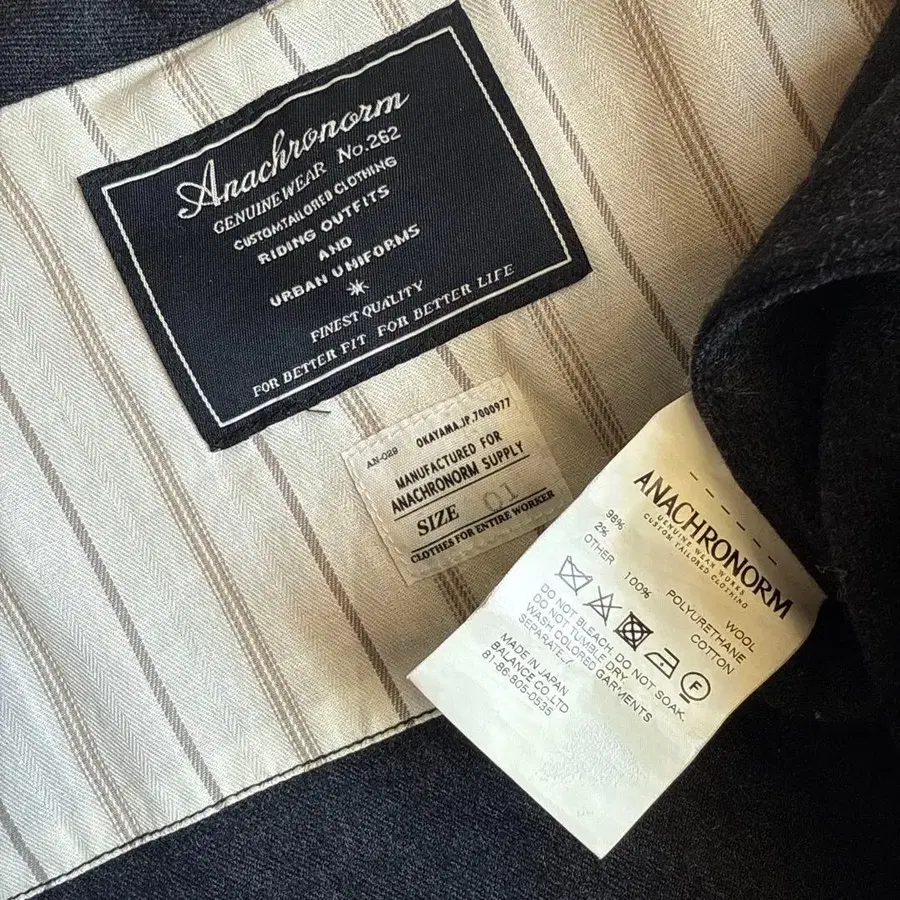 Anachronorm
GENUINE WEAR No.262
CUSTOMTAILORED CLOTHING
RIDING OUTFITS
AND
URBAN UNIFORMS
FINEST QUALITY
FOR BETTER FIT FOR BETTER LIFE
AN-029 OKAYAMA.JP.7000977
MANUFACTURED FOR
ANACHRONORM SUPPLY
SIZE 01
CLOTHES FOR ENTIRE WORKER
ANACHRONORM
GENUINE WEAR WORKS
CUSTOM TAILORED CLOTHING
98% WOOL
2% POLYURETHANE
OTHER 100% COTTON
F
DO NOT BLEACH. DO NOT SOAK.
DO NOT TUMBLE DRY.
WASH COLORED GARMENTS
SEPARATELY.
MADE IN JAPAN
BALANCE CO.LTD
81-86-805-0535